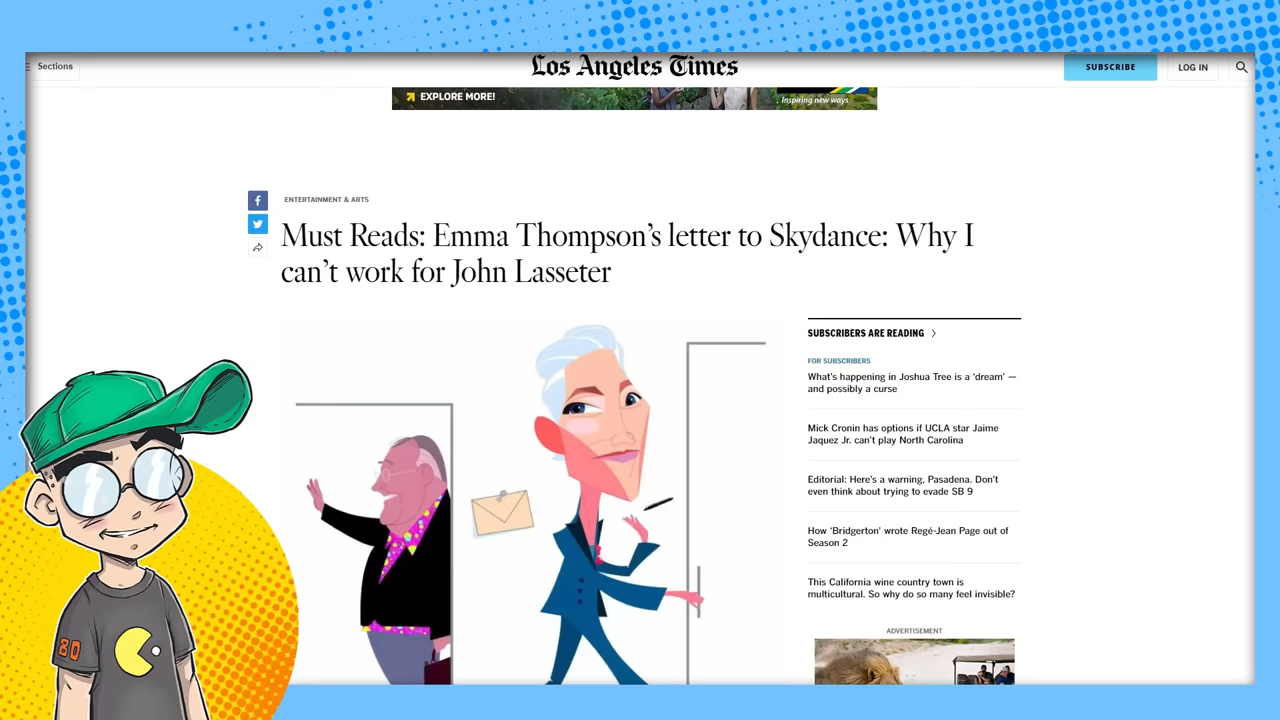 Sections
Los Angeles Times
SUBSCRIBE
LOG IN
EXPLORE MORE!
Inspiring new ways
ENTERTAINMENT & ARTS
Must Reads: Emma Thompson’s letter to Skydance: Why I
can’t work for John Lasseter
SUBSCRIBERS ARE READING
FOR SUBSCRIBERS
What’s happening in Joshua Tree is a ‘dream’ —
and possibly a curse
Mick Cronin has options if UCLA star Jaime
Jaquez Jr. can’t play North Carolina
Editorial: Here’s a warning, Pasadena. Don’t
even think about trying to evade SB 9
How ‘Bridgerton’ wrote Regé-Jean Page out of
Season 2
This California wine country town is
multicultural. So why do so many feel invisible?
ADVERTISEMENT
80